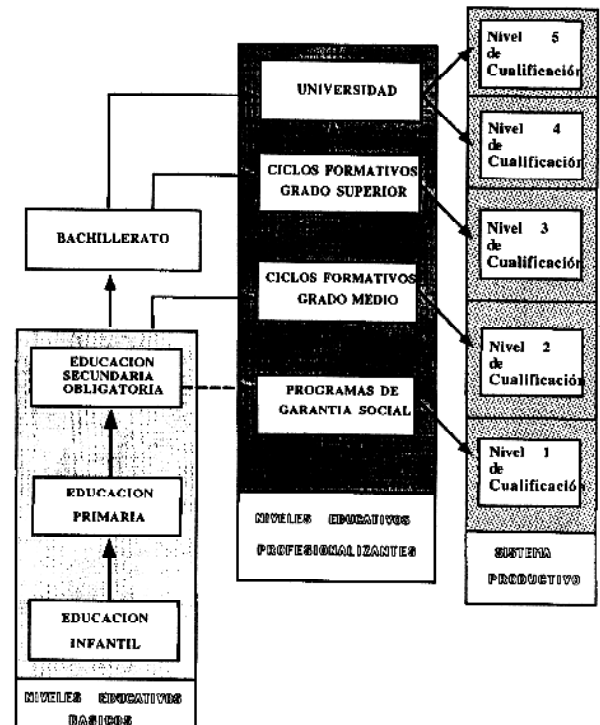 UNIVERSIDAD
CICLOS FORMATIVOS
GRADO SUPERIOR
BACHILLERATO
CICLOS FORMATIVOS
GRADO MEDIO
EDUCACION
SECUNDARIA
OBLIGATORIA
PROGRAMAS DE
GARANTIA SOCIAL
EDUCACION
PRIMARIA
EDUCACION
INFANTIL
NIVELES EDUCATIVOS
BASICOS
NIVELES EDUCATIVOS
PROFESIONALIZANTES
Nivel 5
de
Cualificación
Nivel 4
de
Cualificación
Nivel 3
de
Cualificación
Nivel 2
de
Cualificación
Nivel 1
de
Cualificación
SISTEMA
PRODUCTIVO